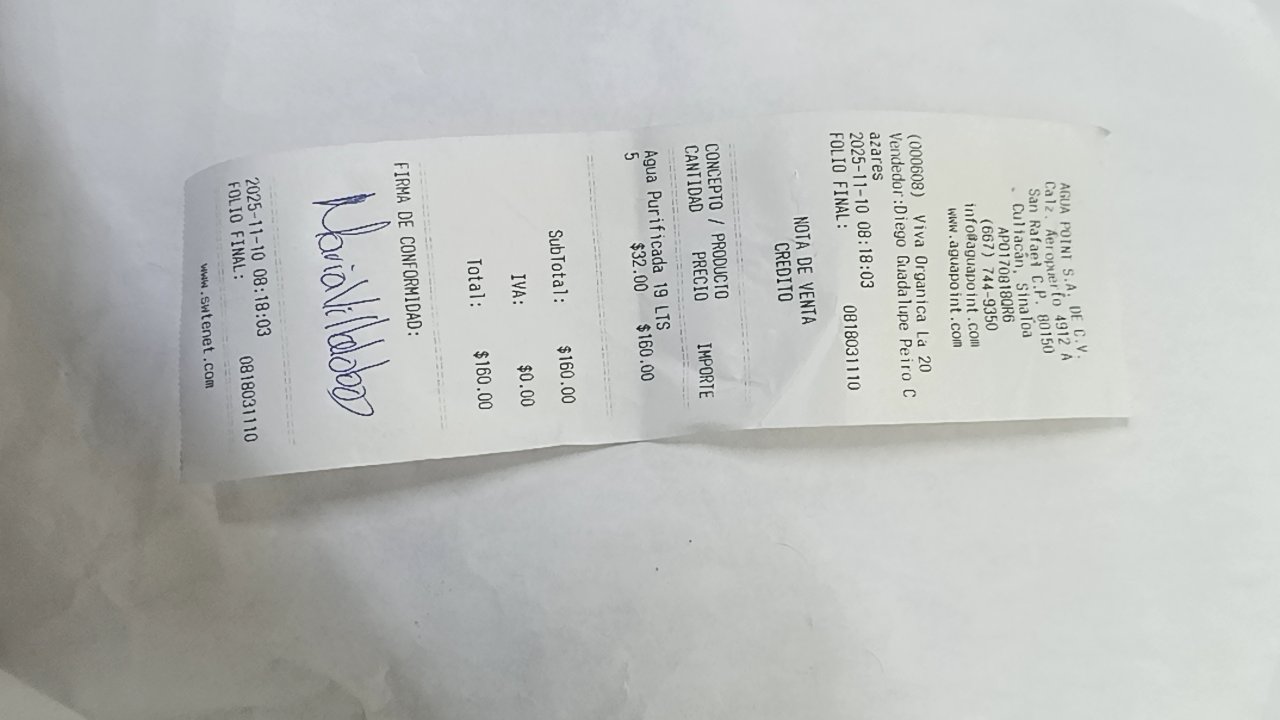 AGUA POINT S.A. DE C.V.
Calz. Aeropuerto 4912 A
San Rafael C.P. 80150
. Culiacán, Sinaloa
APO170818QR6
(667) 744-9350
info@aguapoint.com
www.aguapoint.com
(000608) Viva Organica La 20
Vendedor:Diego Guadalupe Peiro C
azares
2025-11-10 08:18:03
FOLIO FINAL: 0818031110
NOTA DE VENTA
CREDITO
CONCEPTO / PRODUCTO
CANTIDAD PRECIO IMPORTE
Agua Purificada 19 LTS
5 $32.00 $160.00
SubTotal: $160.00
IVA: $0.00
Total: $160.00
FIRMA DE CONFORMIDAD:
Maria Villalobos
2025-11-10 08:18:03
FOLIO FINAL: 0818031110
www.swtenet.com